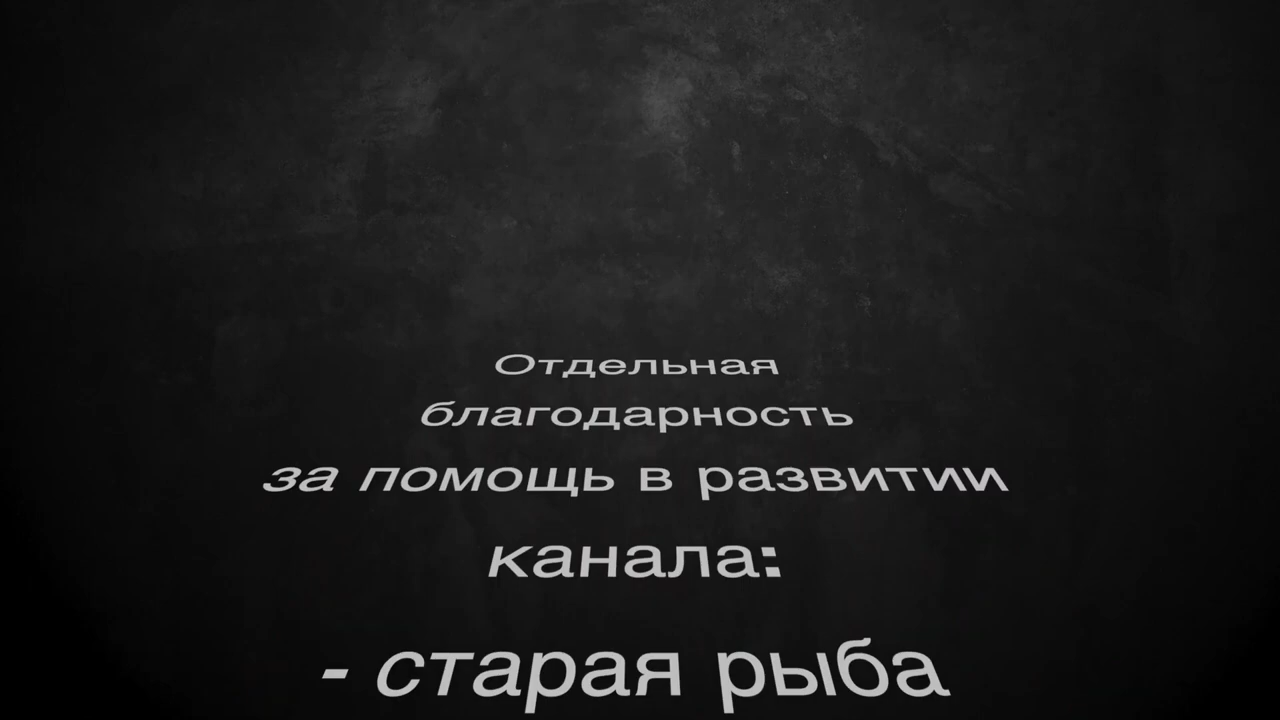 Отдельная
благодарность
за помощь в развитии
канала:
- старая рыба